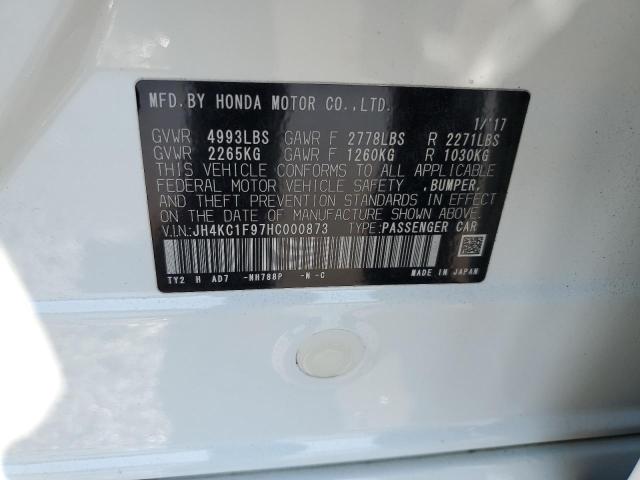 MFD.BY HONDA MOTOR CO.,LTD.
1/'17
GVWR 4993LBS GAWR F 2778LBS R 2271LBS
GVWR 2265KG GAWR F 1260KG R 1030KG
THIS VEHICLE CONFORMS TO ALL APPLICABLE
FEDERAL MOTOR VEHICLE SAFETY ,BUMPER,
AND THEFT PREVENTION STANDARDS IN EFFECT
ON THE DATE OF MANUFACTURE SHOWN ABOVE.
V.I.N:JH4KC1F97HC000873 TYPE:PASSENGER CAR
TY2 H AD7 -NH788P -N -C MADE IN JAPAN